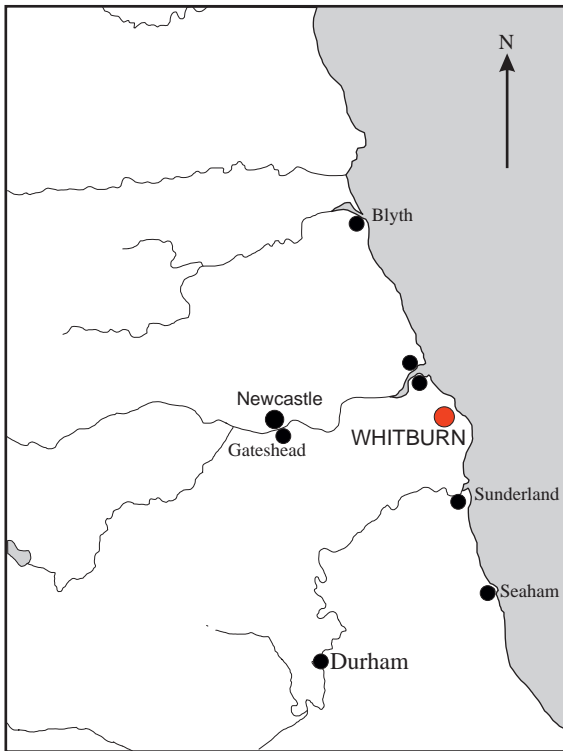 N
Blyth
Newcastle
Gateshead
WHITBURN
Sunderland
Seaham
Durham